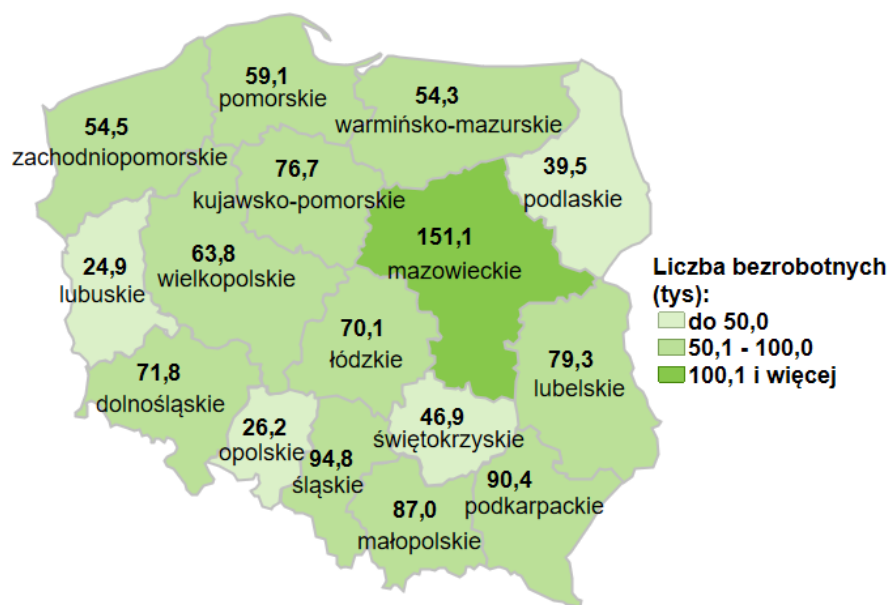 59,1
pomorskie
54,3
warmińsko-mazurskie
54,5
zachodniopomorskie
76,7
kujawsko-pomorskie
39,5
podlaskie
151,1
mazowieckie
63,8
wielkopolskie
24,9
lubuskie
Liczba bezrobotnych
(tys):
do 50,0
50,1 - 100,0
100,1 i więcej
70,1
łódzkie
79,3
lubelskie
71,8
dolnośląskie
26,2
opolskie
46,9
świętokrzyskie
94,8
śląskie
90,4
podkarpackie
87,0
małopolskie